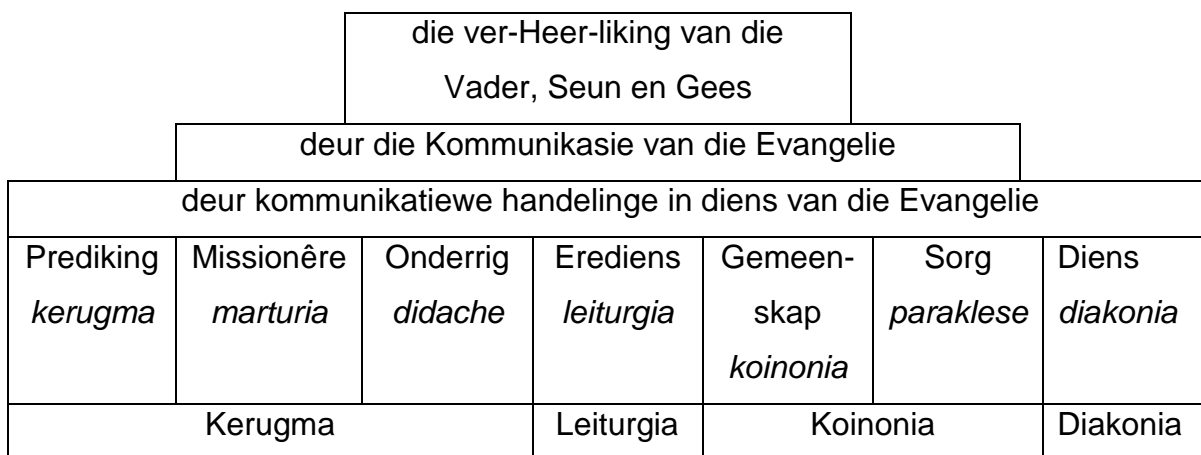 die ver-Heer-liking van die
Vader, Seun en Gees
deur die Kommunikasie van die Evangelie
deur kommunikatiewe handelinge in diens van die Evangelie
Prediking Missionêre Onderrig Erediens Gemeen- Sorg Diens
kerugma marturia didache leiturgia skap paraklese diakonia
koinonia
Kerugma Leiturgia Koinonia Diakonia